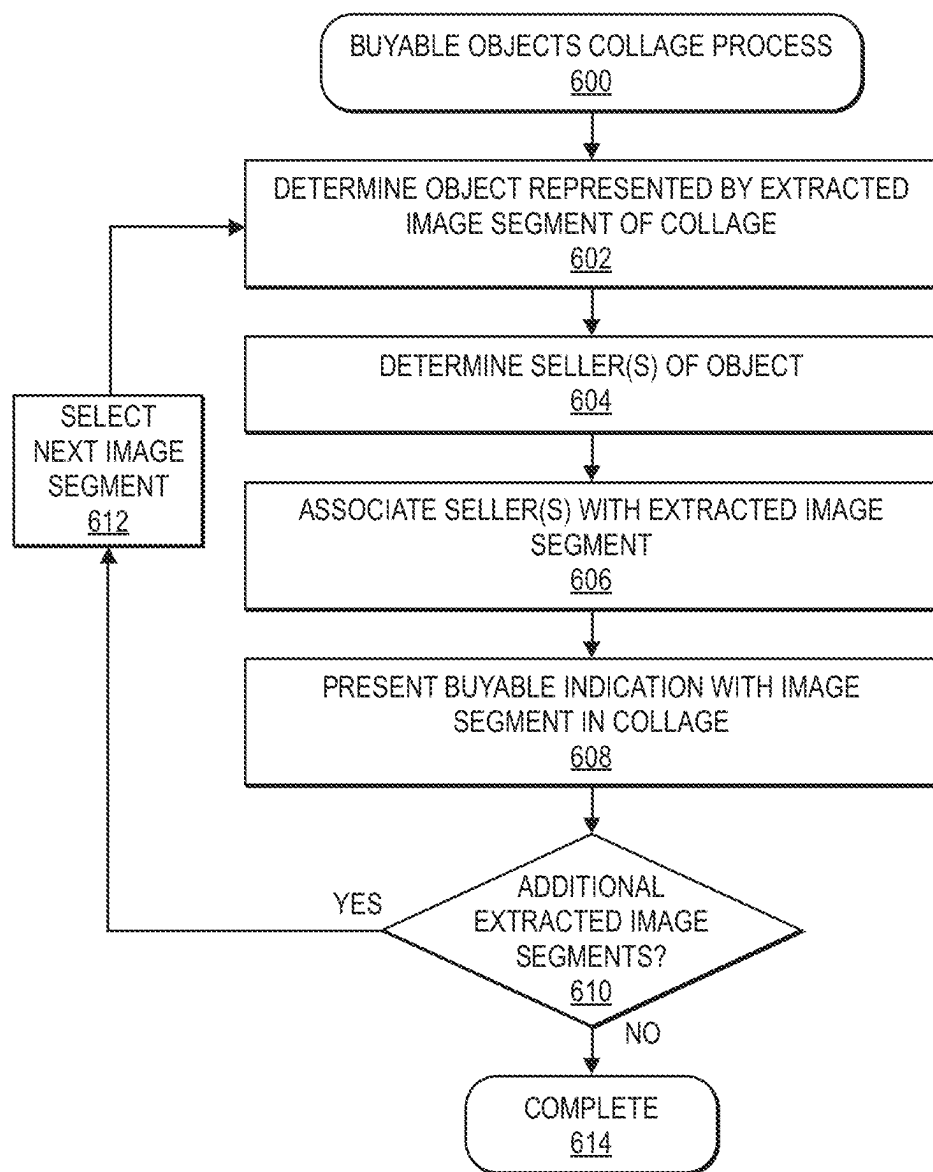 BUYABLE OBJECTS COLLAGE PROCESS
600
DETERMINE OBJECT REPRESENTED BY EXTRACTED
IMAGE SEGMENT OF COLLAGE
602
DETERMINE SELLER(S) OF OBJECT
604
SELECT
NEXT IMAGE
SEGMENT
612
ASSOCIATE SELLER(S) WITH EXTRACTED IMAGE
SEGMENT
606
PRESENT BUYABLE INDICATION WITH IMAGE
SEGMENT IN COLLAGE
608
YES
ADDITIONAL
EXTRACTED IMAGE
SEGMENTS?
610
NO
COMPLETE
614